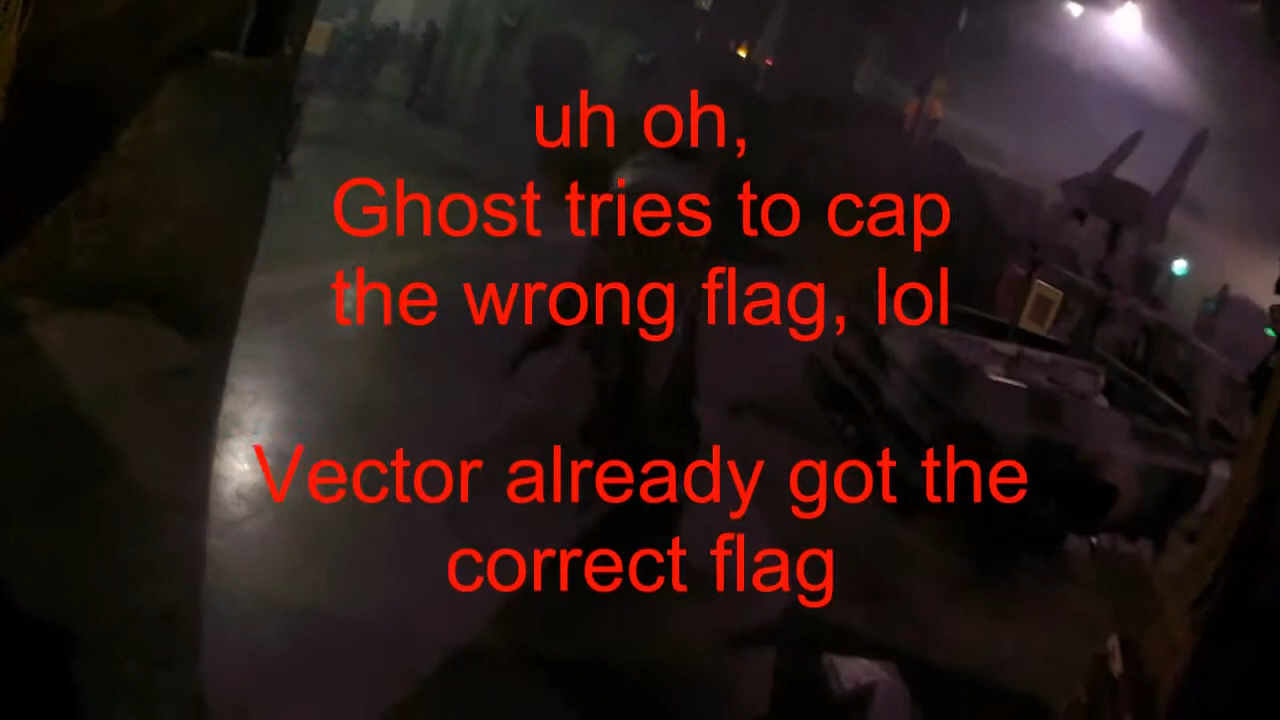 uh oh,
Ghost tries to cap
the wrong flag, lol
Vector already got the
correct flag